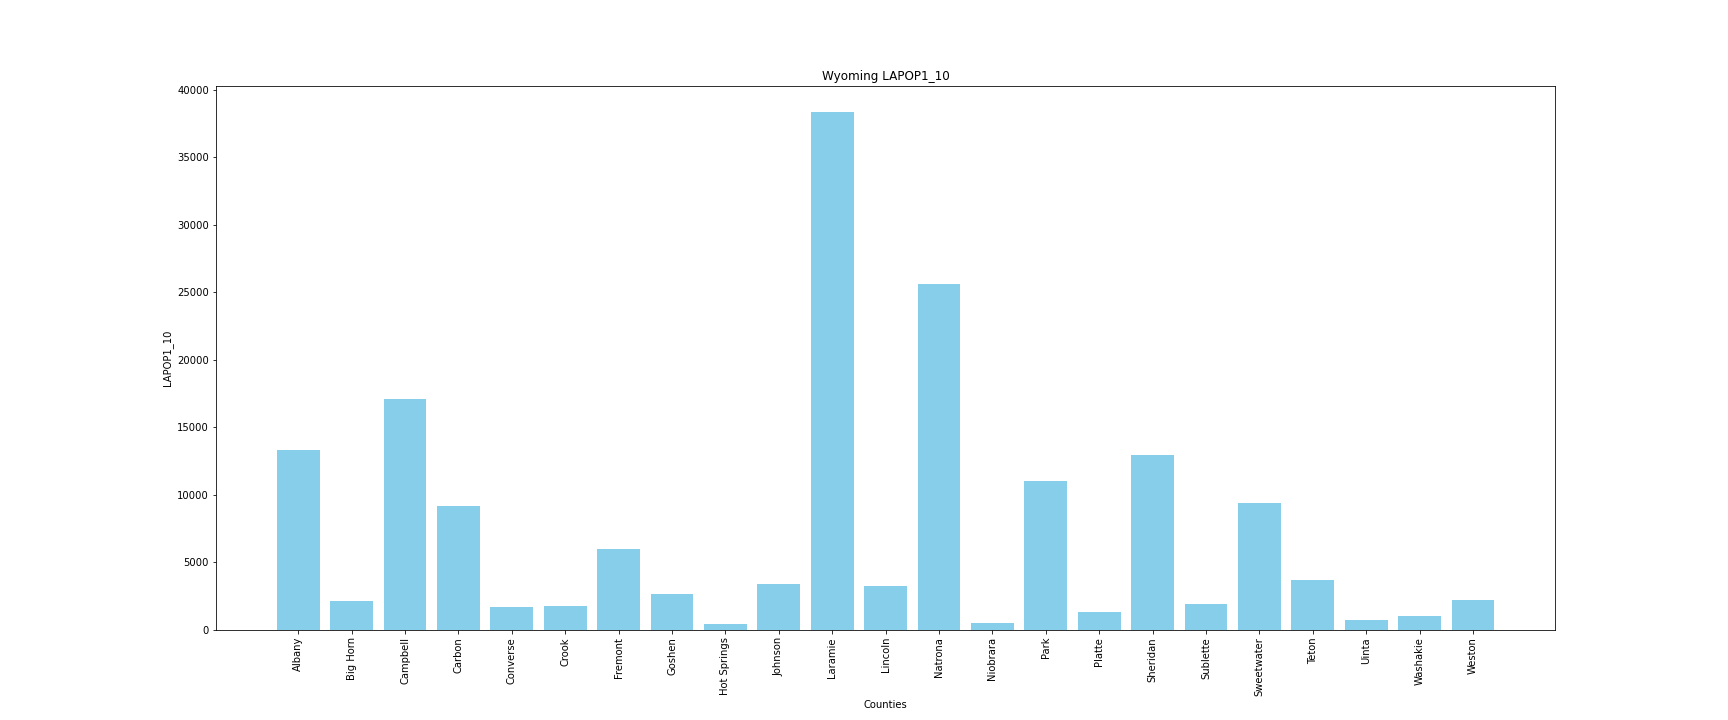 Wyoming LAPOP1_10
40000
35000
30000
25000
20000
15000
10000
5000
0
LAPOP1_10
Albany
Big Horn
Campbell
Carbon
Converse
Crook
Fremont
Goshen
Hot Springs
Johnson
Laramie
Lincoln
Natrona
Niobrara
Park
Platte
Sheridan
Sublette
Sweetwater
Teton
Uinta
Washakie
Weston
Counties